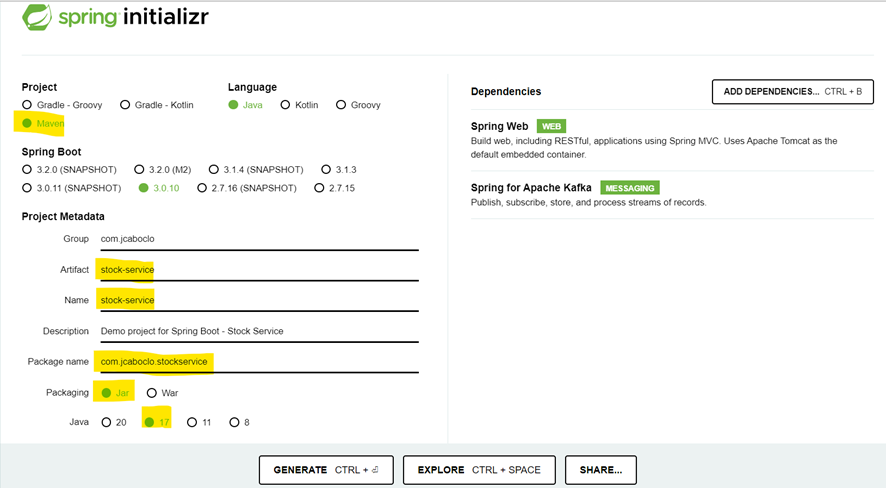 spring initializr
Project
Gradle - Groovy Gradle - Kotlin
Maven
Language
Java Kotlin Groovy
Spring Boot
3.2.0 (SNAPSHOT) 3.2.0 (M2) 3.1.4 (SNAPSHOT) 3.1.3
3.0.11 (SNAPSHOT) 3.0.10 2.7.16 (SNAPSHOT) 2.7.15
Project Metadata
Group com.jcaboclo
Artifact stock-service
Name stock-service
Description Demo project for Spring Boot - Stock Service
Package name com.jcaboclo.stockservice
Packaging Jar War
Java 20 17 11 8
Dependencies
ADD DEPENDENCIES... CTRL + B
Spring Web WEB
Build web, including RESTful, applications using Spring MVC. Uses Apache Tomcat as the
default embedded container.
Spring for Apache Kafka MESSAGING
Publish, subscribe, store, and process streams of records.
GENERATE CTRL + ⏎
EXPLORE CTRL + SPACE
SHARE...